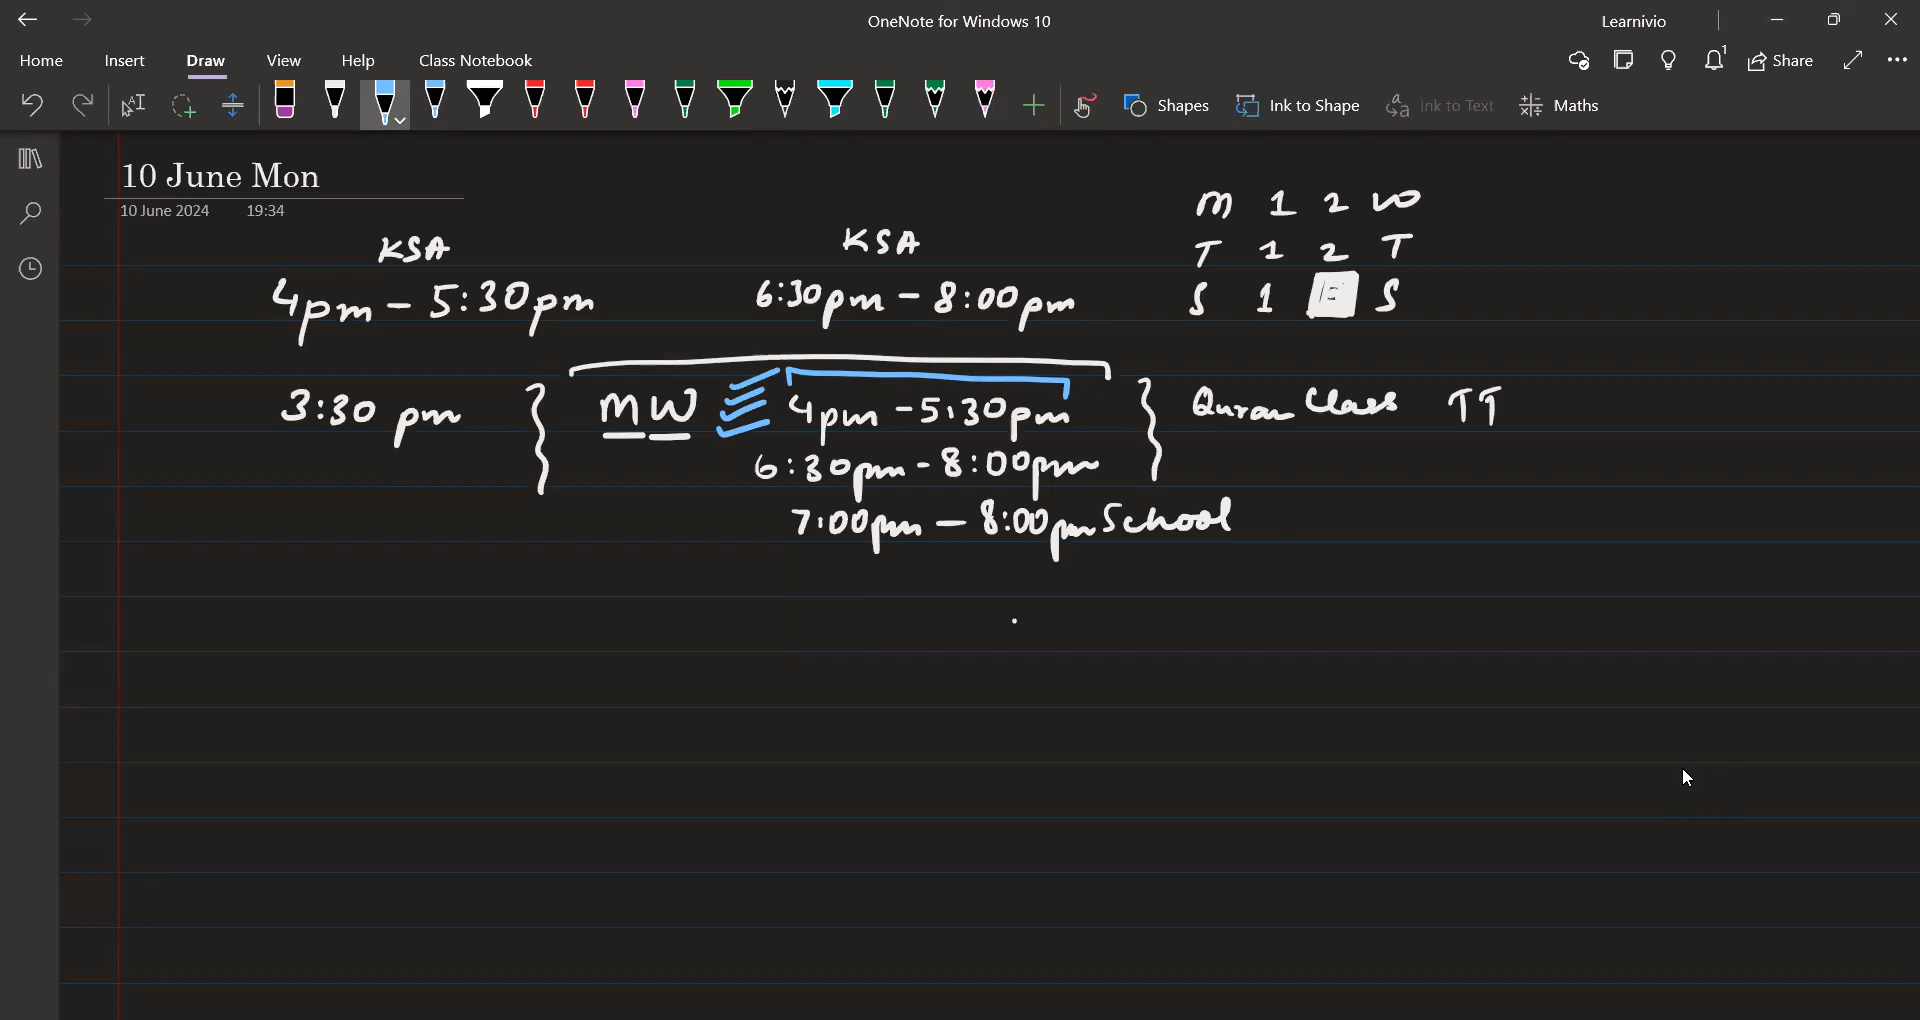 OneNote for Windows 10
Learnivio
Home Insert Draw View Help Class Notebook
1
Share
Ink to Shape
Shapes
Ink to Text
Maths
10 June Mon
10 June 2024 19:34
KSA
4pm - 5:30pm
KSA
6:30pm - 8:00pm
M 1 2 W
T 1 2 T
S 1 S
3:30 pm
MW 4pm - 5:30pm
6:30pm - 8:00pm
7:00pm - 8:00pm School
Quran Class TT